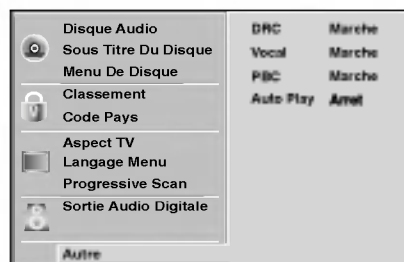 Disque Audio
Sous Titre Du Disque
Menu De Disque
Classement
Code Pays
Aspect TV
Langage Menu
Progressive Scan
Sortie Audio Digitale
Autre
DRC Marche
Vocal Marche
PBC Marche
Auto Play Arret